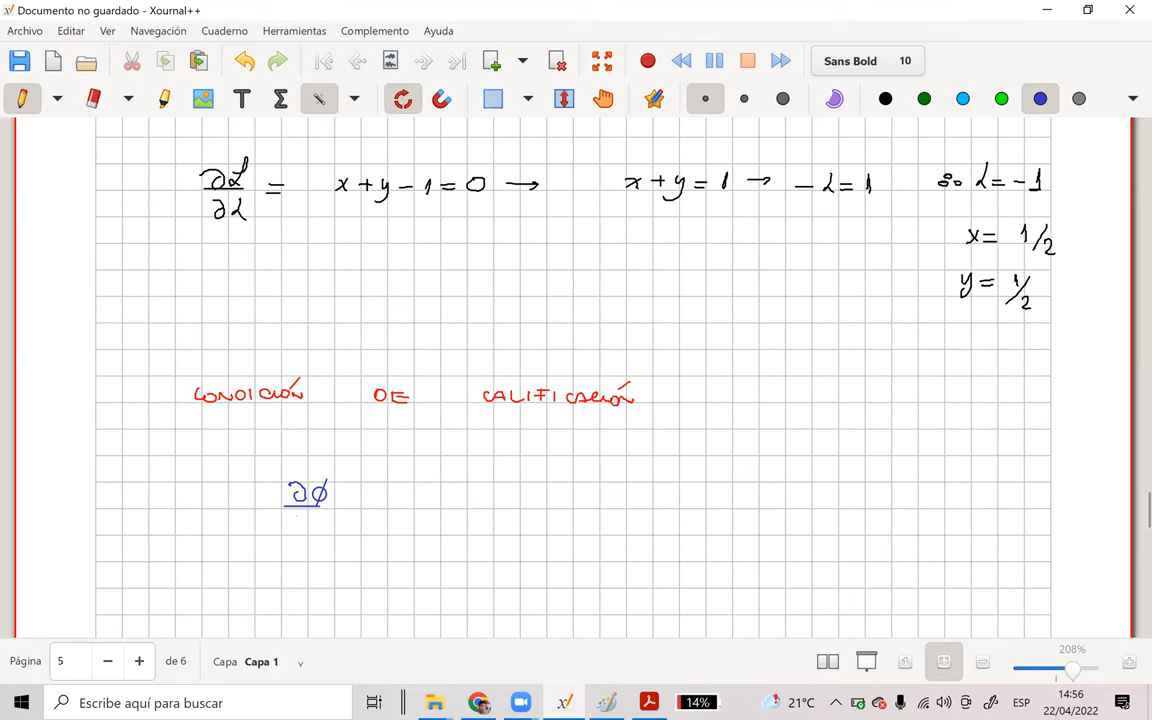 Documento no guardado - Xournal++
Archivo Editar Ver Navegación Cuaderno Herramientas Complemento Ayuda
Sans Bold 10
∂ℒ/∂λ = x + y - 1 = 0 → x + y = 1 → - λ = 1 ∴ λ = - 1
x = 1/2
y = 1/2
CONDICIÓN DE CALIFICACIÓN
∂φ
Página 5 de 6 Capa Capa 1 208%
Escribe aquí para buscar 14% 21°C ESP 14:56
22/04/2022